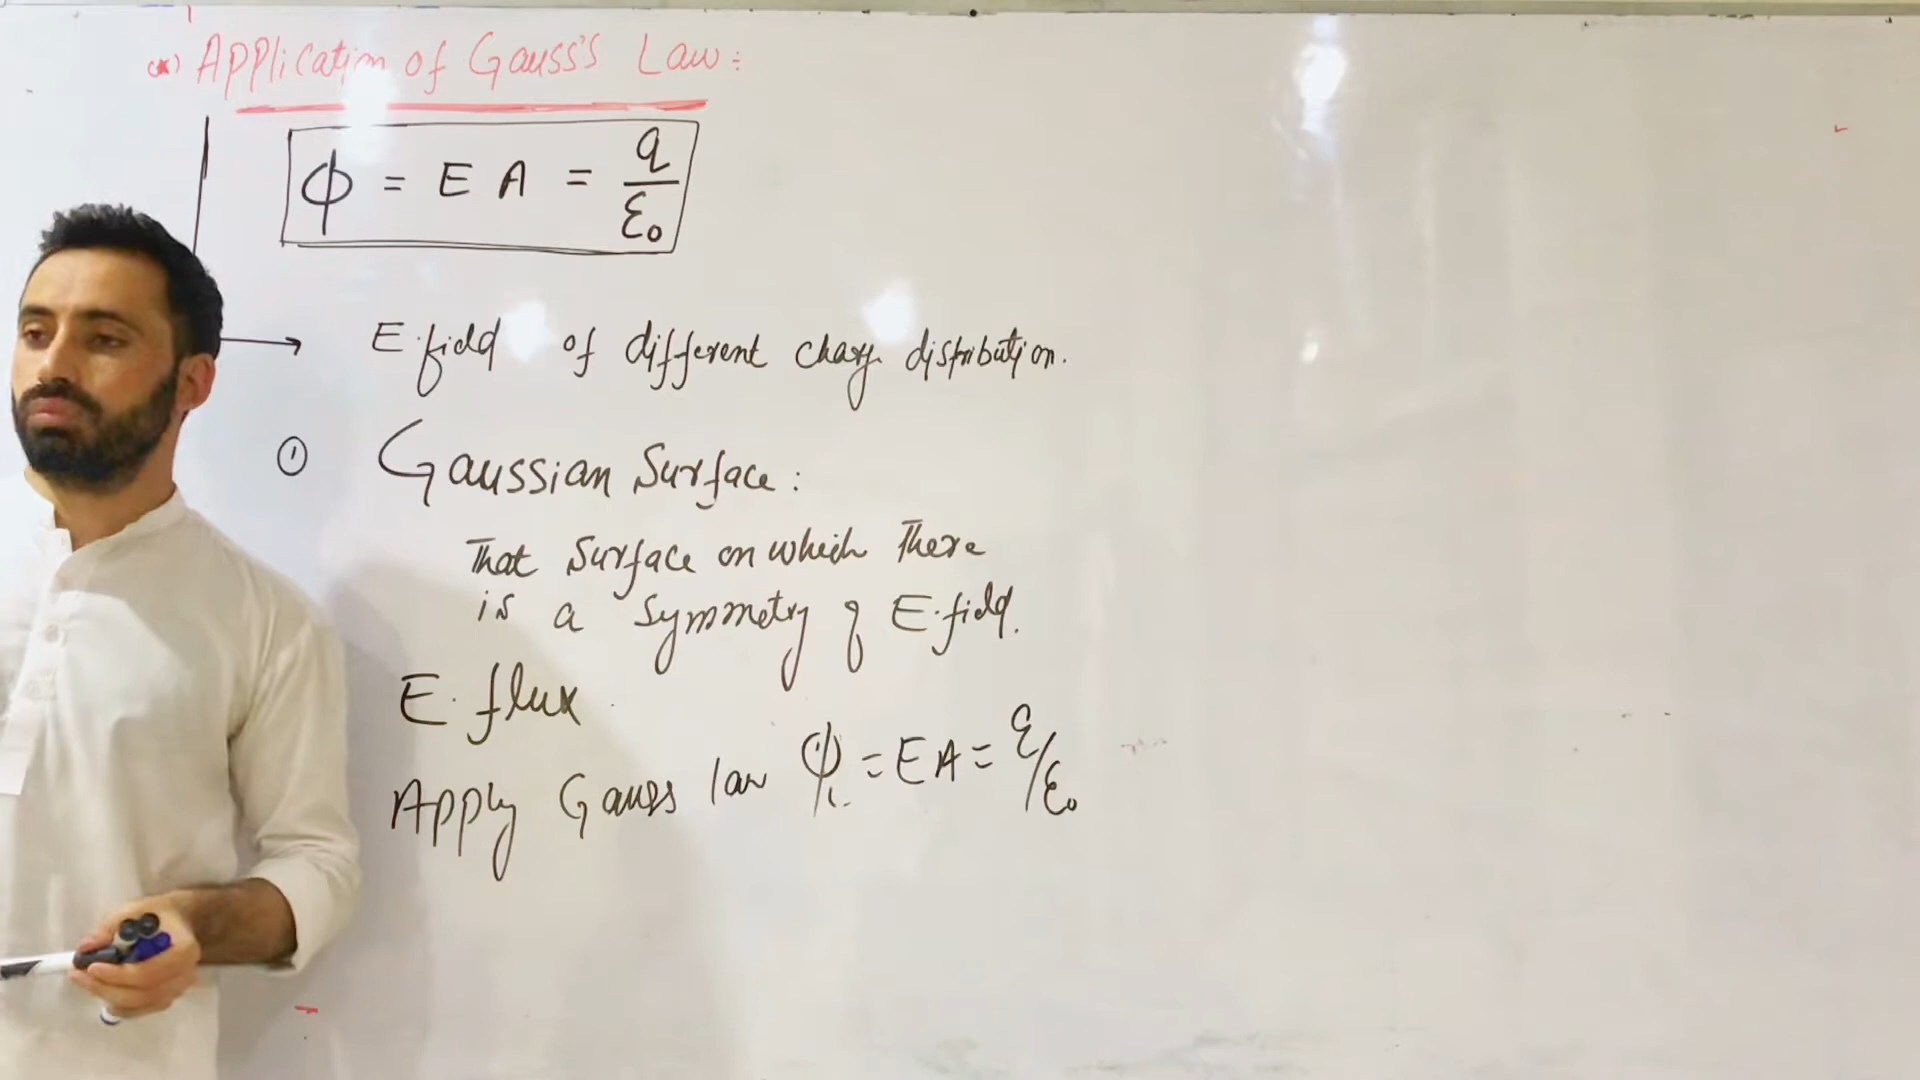 (*) Application of Gauss's Law:
ϕ = E A = q/ε₀
→ E.field of different charge distribution.
① Gaussian Surface:
That Surface on which There
is a Symmetry of E.field.
E. flux
Apply Gauss law ϕ = EA = q/ε₀